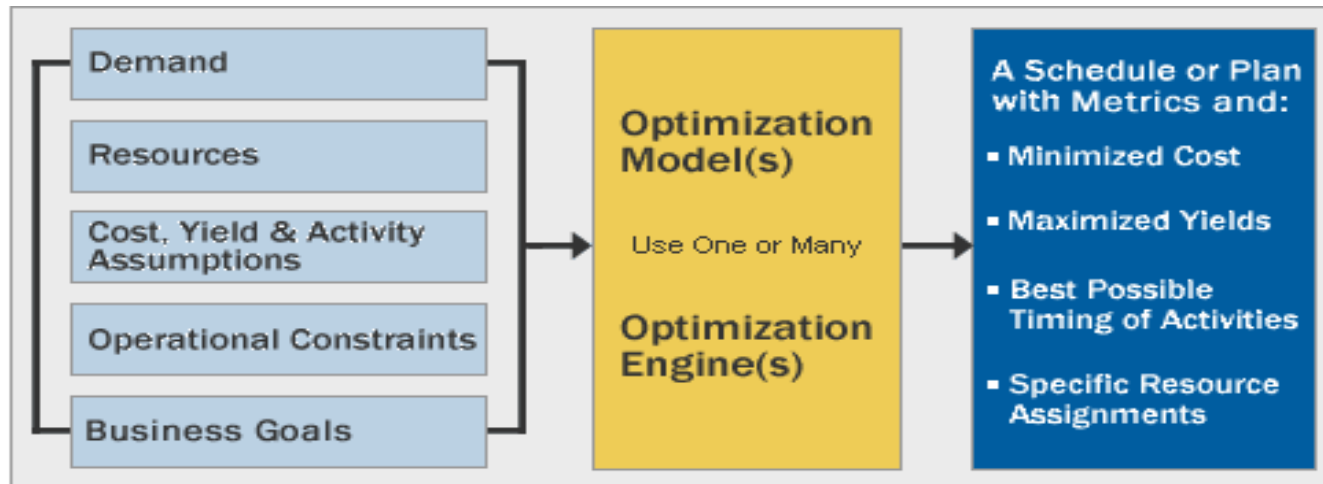 Demand
Resources
Cost, Yield & Activity
Assumptions
Operational Constraints
Business Goals
Optimization
Model(s)
Use One or Many
Optimization
Engine(s)
A Schedule or Plan
with Metrics and:
▪ Minimized Cost
▪ Maximized Yields
▪ Best Possible
Timing of Activities
▪ Specific Resource
Assignments